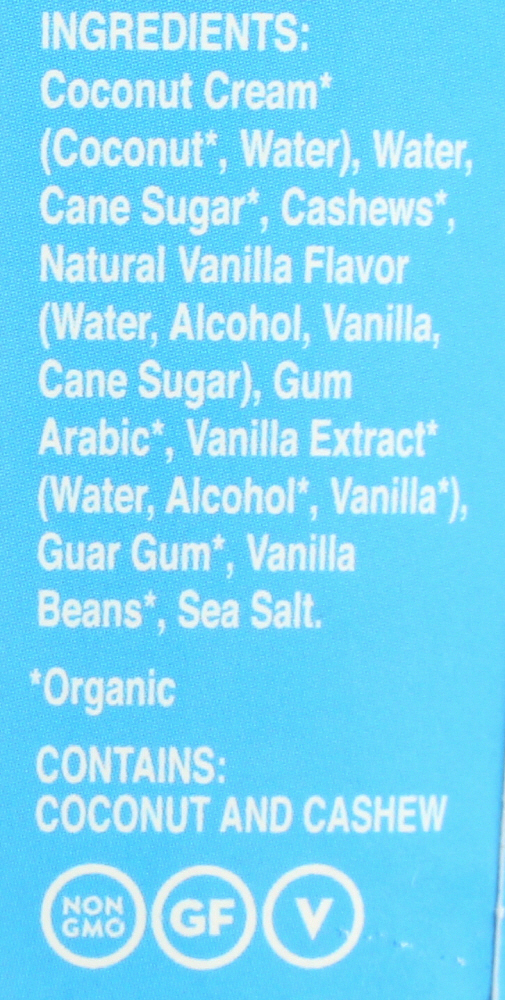 INGREDIENTS:
Coconut Cream*
(Coconut*, Water), Water,
Cane Sugar*, Cashews*,
Natural Vanilla Flavor
(Water, Alcohol, Vanilla,
Cane Sugar), Gum
Arabic*, Vanilla Extract*
(Water, Alcohol*, Vanilla*),
Guar Gum*, Vanilla
Beans*, Sea Salt.
*Organic
CONTAINS:
COCONUT AND CASHEW
NON
GMO
GF
V